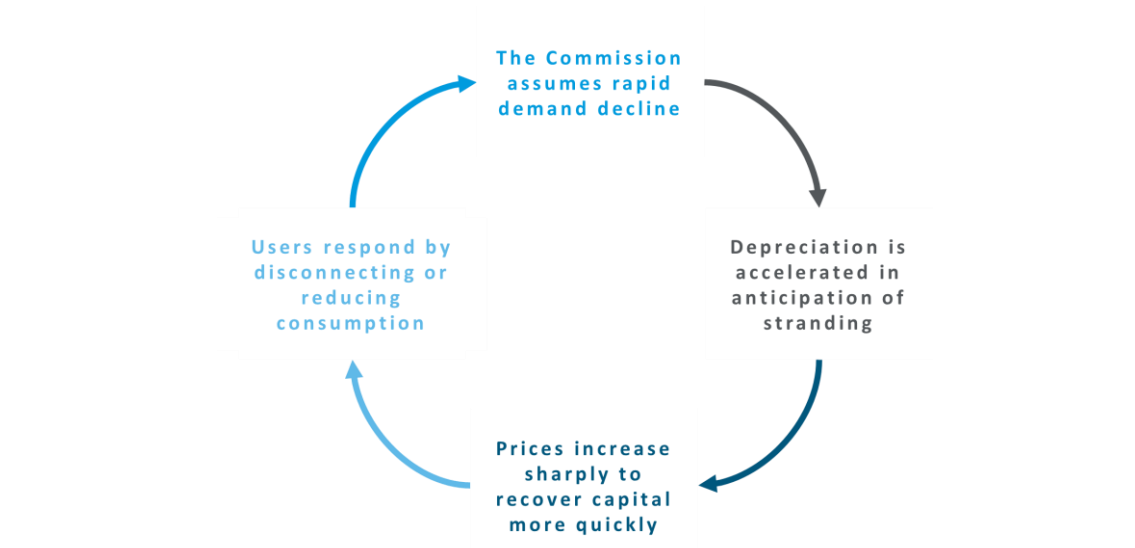 The Commission
assumes rapid
demand decline
Depreciation is
accelerated in
anticipation of
stranding
Prices increase
sharply to
recover capital
more quickly
Users respond by
disconnecting or
reducing
consumption